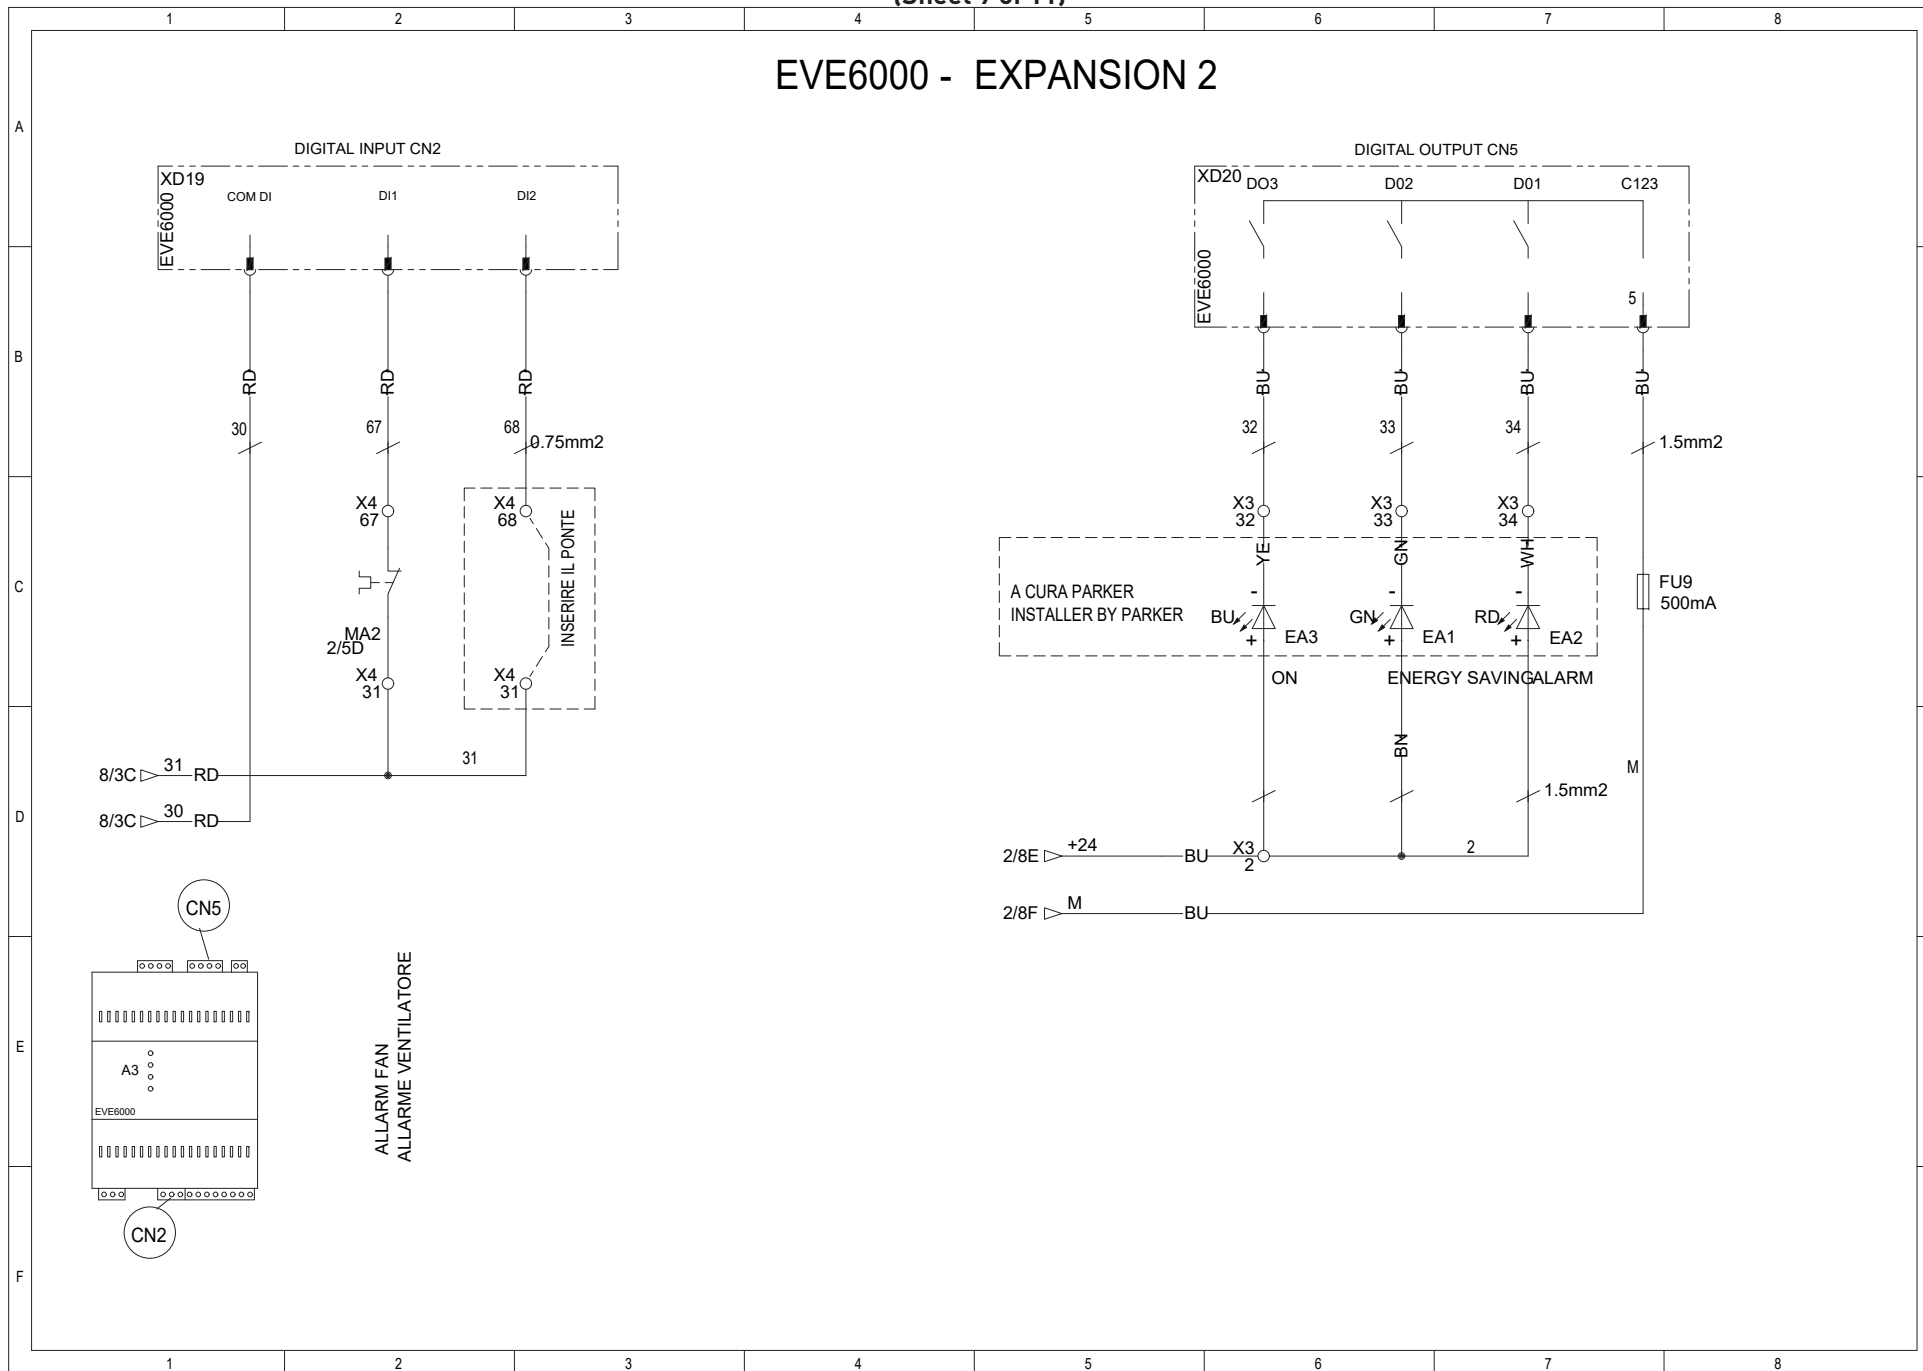 1 2 3 4 5 6 7 8
EVE6000 - EXPANSION 2
A
B
C
D
E
F
DIGITAL INPUT CN2
XD19
EVE6000
COM DI
DI1
DI2
RD
RD
RD
30
67
68
0.75mm2
X4
67
X4
68
INSERIRE IL PONTE
MA2
2/5D
X4
31
X4
31
31
8/3C 31 RD
8/3C 30 RD
DIGITAL OUTPUT CN5
XD20
EVE6000
DO3
D02
D01
C123
5
BU
BU
BU
BU
32
33
34
1.5mm2
X3
32
X3
33
X3
34
YE
GN
WH
A CURA PARKER
INSTALLER BY PARKER
BU
-
+
EA3
GN
-
+
EA1
RD
-
+
EA2
FU9
500mA
ON
ENERGY SAVING
ALARM
BN
M
1.5mm2
2/8E +24 BU
X3
2
2
2/8F M BU
CN5
A3
EVE6000
CN2
ALLARM FAN
ALLARME VENTILATORE
1 2 3 4 5 6 7 8